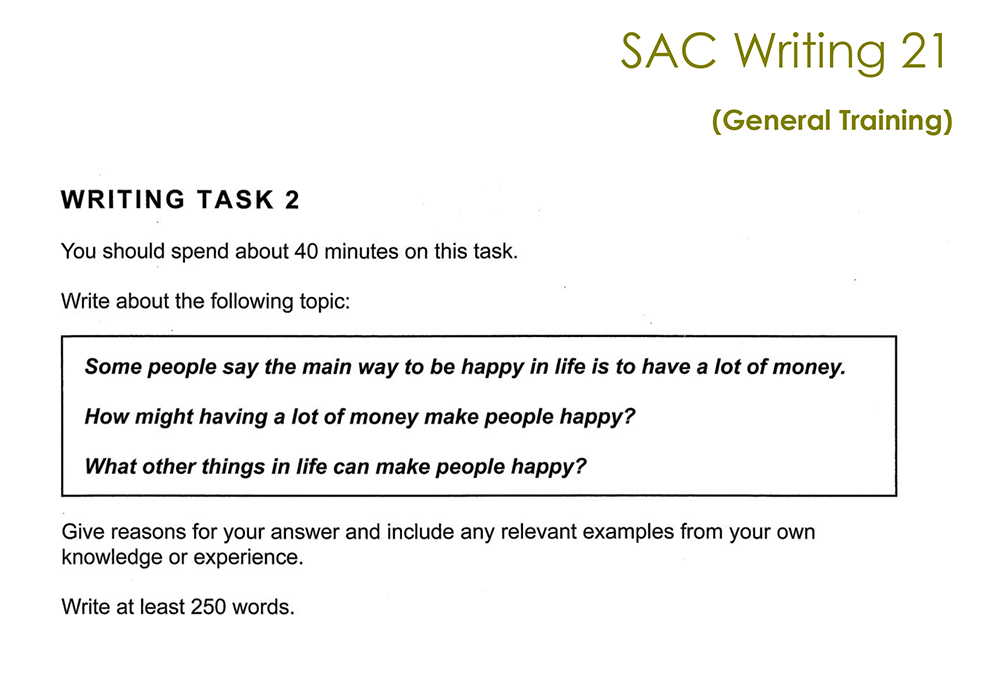 SAC Writing 21
(General Training)
WRITING TASK 2
You should spend about 40 minutes on this task.
Write about the following topic:
Some people say the main way to be happy in life is to have a lot of money.
How might having a lot of money make people happy?
What other things in life can make people happy?
Give reasons for your answer and include any relevant examples from your own
knowledge or experience.
Write at least 250 words.